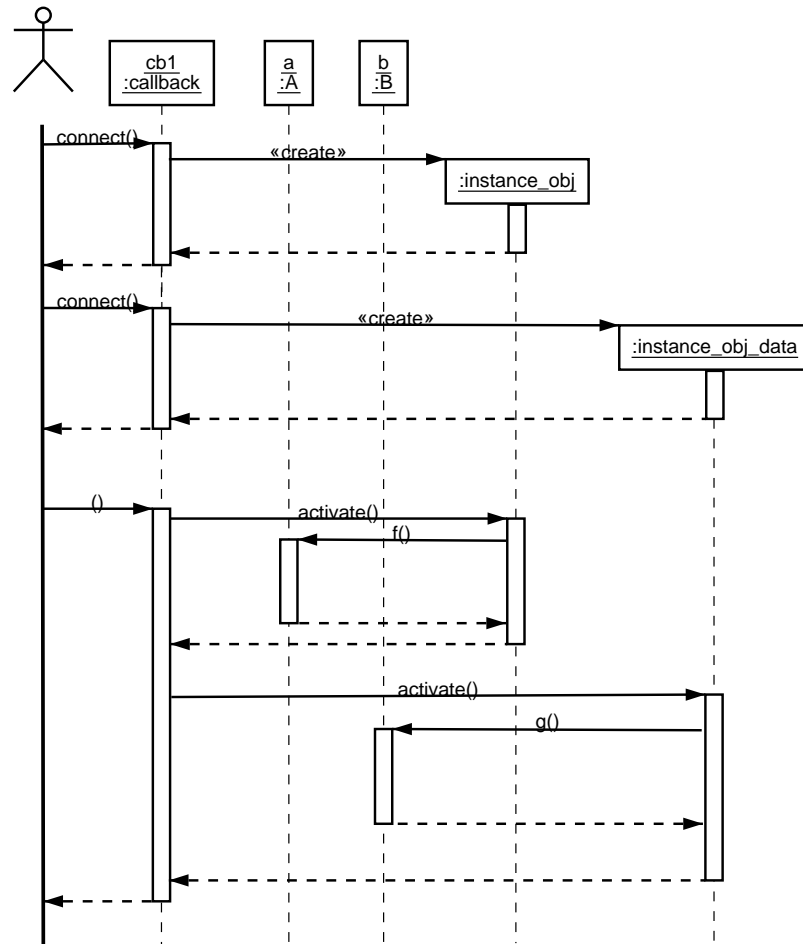 cb1
:callback
a
:A
b
:B
connect()
«create»
:instance_obj
connect()
«create»
:instance_obj_data
()
activate()
f()
activate()
g()